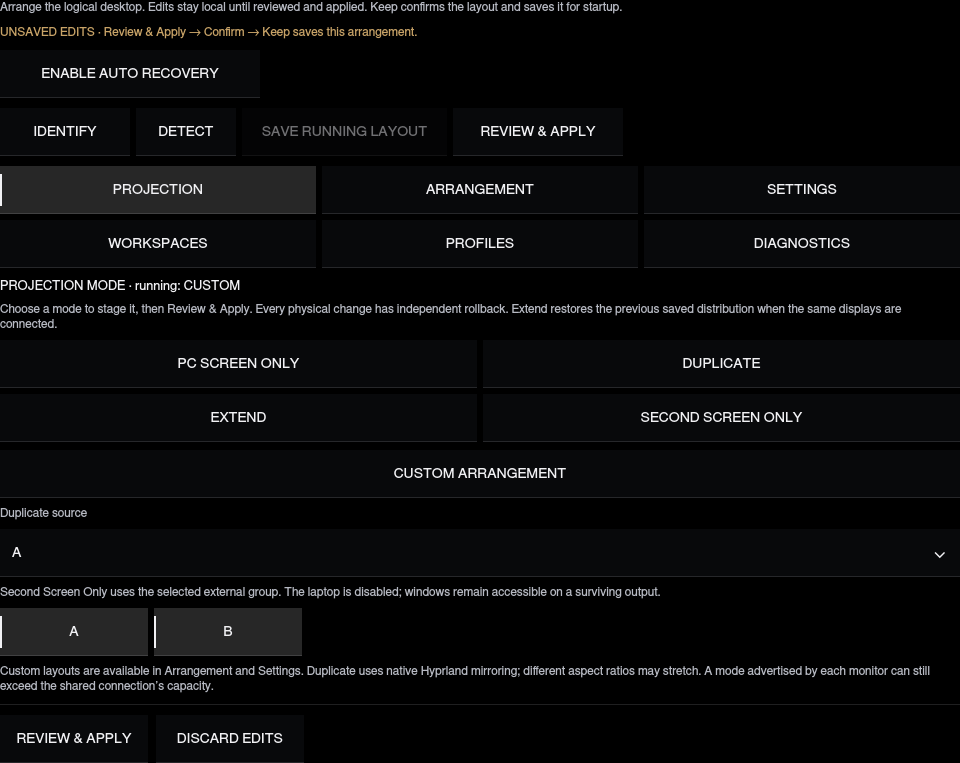 Arrange the logical desktop. Edits stay local until reviewed and applied. Keep confirms the layout and saves it for startup.
UNSAVED EDITS · Review & Apply → Confirm → Keep saves this arrangement.
ENABLE AUTO RECOVERY
IDENTIFY DETECT SAVE RUNNING LAYOUT REVIEW & APPLY
PROJECTION ARRANGEMENT SETTINGS
WORKSPACES PROFILES DIAGNOSTICS
PROJECTION MODE · running: CUSTOM
Choose a mode to stage it, then Review & Apply. Every physical change has independent rollback. Extend restores the previous saved distribution when the same displays are
connected.
PC SCREEN ONLY DUPLICATE
EXTEND SECOND SCREEN ONLY
CUSTOM ARRANGEMENT
Duplicate source
A
Second Screen Only uses the selected external group. The laptop is disabled; windows remain accessible on a surviving output.
A B
Custom layouts are available in Arrangement and Settings. Duplicate uses native Hyprland mirroring; different aspect ratios may stretch. A mode advertised by each monitor can still
exceed the shared connection's capacity.
REVIEW & APPLY DISCARD EDITS